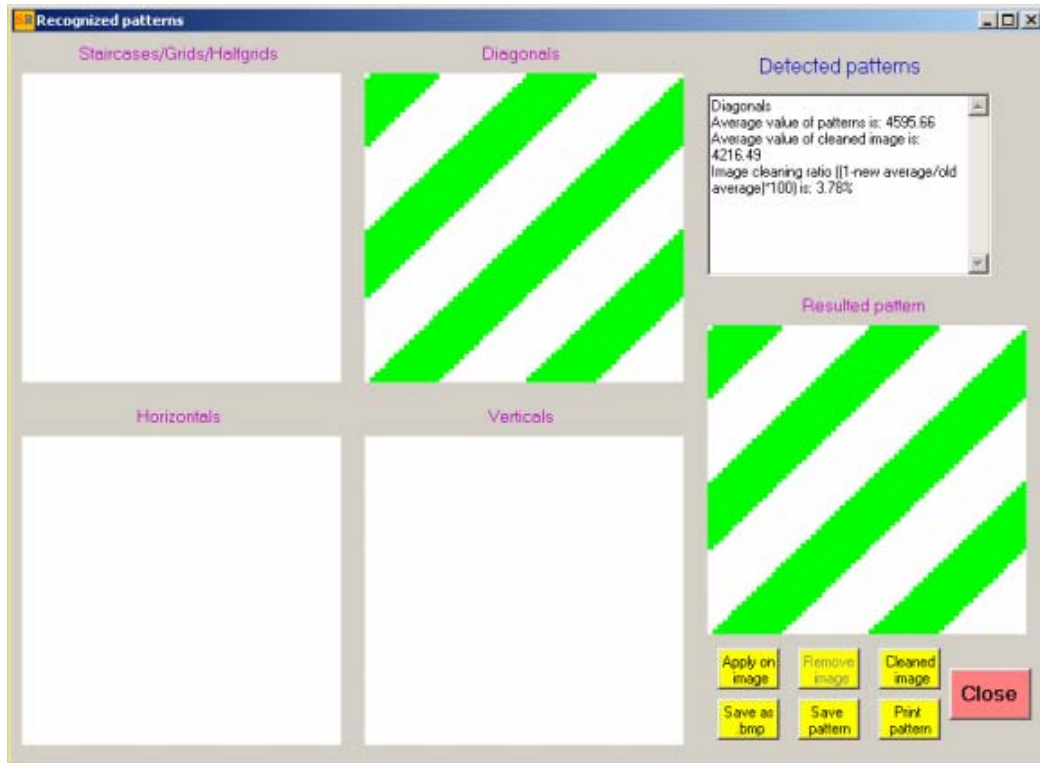 SR Recognized patterns
Staircases/Grids/Halfgrids
Diagonals
Detected patterns
Diagonals
Average value of patterns is: 4595.66
Average value of cleaned image is:
4216.49
Image cleaning ratio ((1-new average/old
average)*100) is: 3.78%
Resulted pattern
Horizontals
Verticals
Apply on
image
Remove
image
Cleaned
image
Close
Save as
.bmp
Save
pattern
Print
pattern